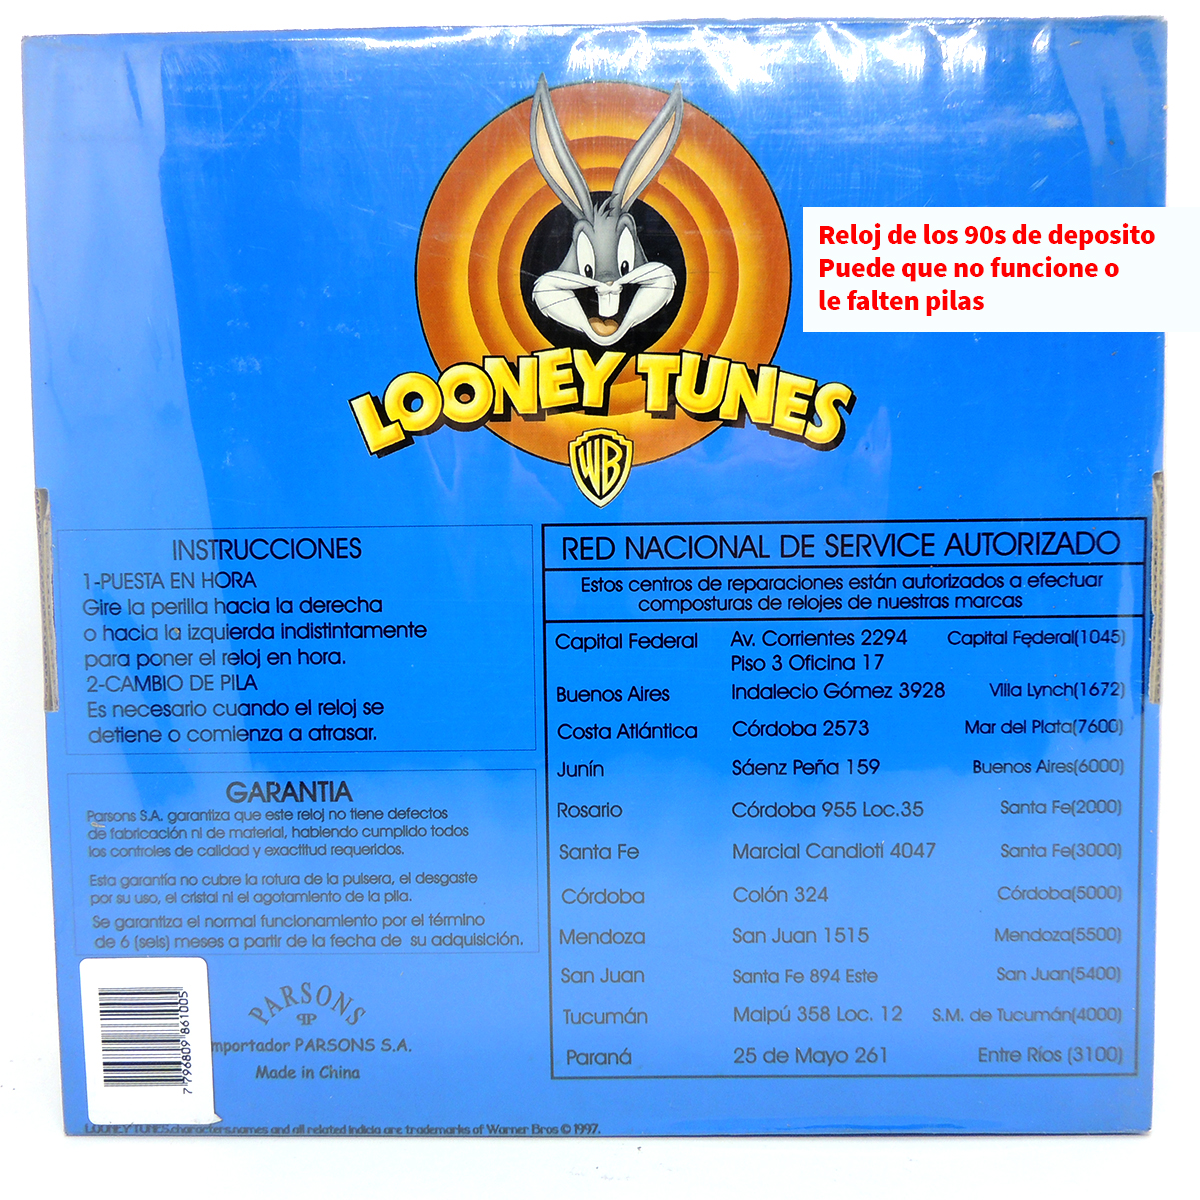 LOONEY TUNES
WB
Reloj de los 90s de deposito
Puede que no funcione o
le falten pilas
INSTRUCCIONES
1-PUESTA EN HORA
Gire la perilla hacia la derecha
o hacia la izquierda indistintamente
para poner el reloj en hora.
2-CAMBIO DE PILA
Es necesario cuando el reloj se
detiene o comienza a atrasar.
GARANTIA
Parsons S.A. garantiza que este reloj no tiene defectos
de fabricación ni de material, habiendo cumplido todos
los controles de calidad y exactitud requeridos.
Esta garantía no cubre la rotura de la pulsera, el desgaste
por su uso, el cristal ni el agotamiento de la pila.
Se garantiza el normal funcionamiento por el término
de 6 (seis) meses a partir de la fecha de su adquisición.
PARSONS
mportador PARSONS S.A.
Made in China
7 796809 861005
RED NACIONAL DE SERVICE AUTORIZADO
Estos centros de reparaciones están autorizados a efectuar
composturas de relojes de nuestras marcas
Capital Federal Av. Corrientes 2294 Capital Federal(1045)
Piso 3 Oficina 17
Buenos Aires Indalecio Gómez 3928 Villa Lynch(1672)
Costa Atlántica Córdoba 2573 Mar del Plata(7600)
Junín Sáenz Peña 159 Buenos Aires(6000)
Rosario Córdoba 955 Loc.35 Santa Fe(2000)
Santa Fe Marcial Candioti 4047 Santa Fe(3000)
Córdoba Colón 324 Córdoba(5000)
Mendoza San Juan 1515 Mendoza(5500)
San Juan Santa Fe 894 Este San Juan(5400)
Tucumán Maipú 358 Loc. 12 S.M. de Tucumán(4000)
Paraná 25 de Mayo 261 Entre Ríos (3100)
LOONEY TUNES,characters,names and all related indicia are trademarks of Warner Bros © 1997.